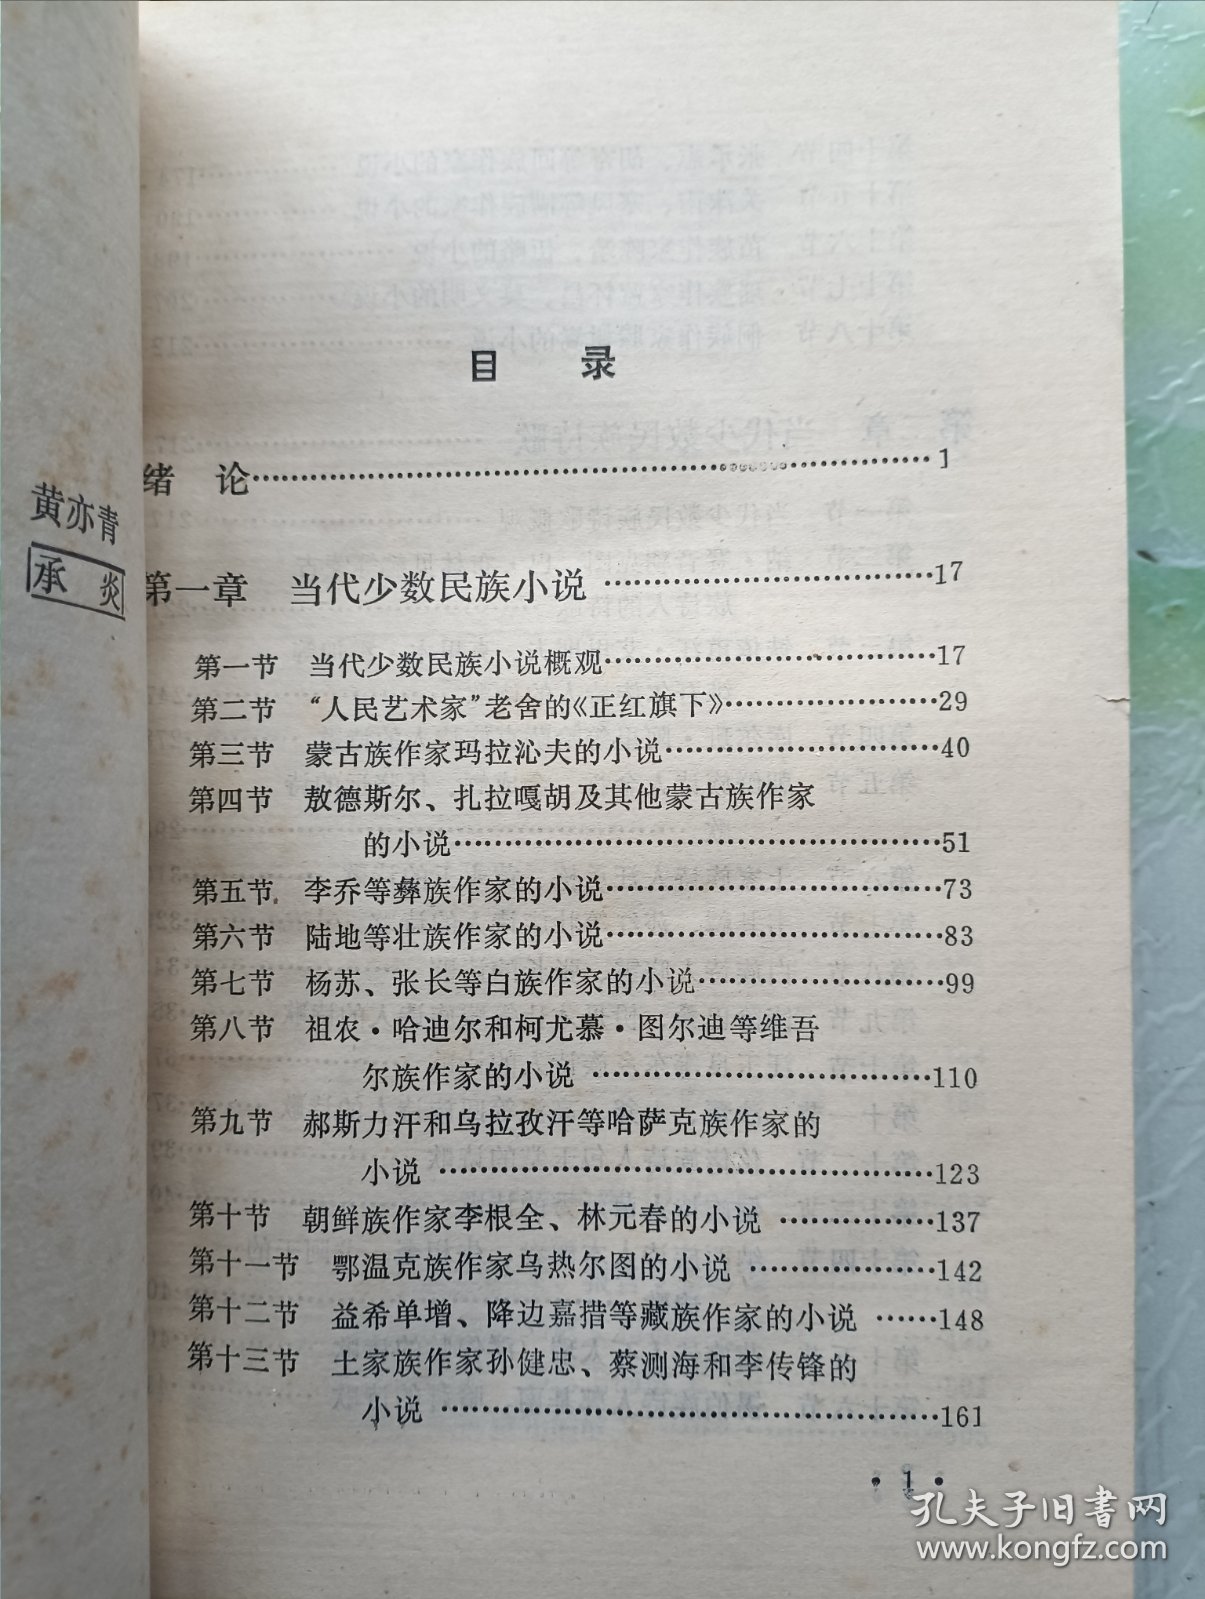 目 录
绪 论……………………………………1
黄亦青
承 炎
第一章 当代少数民族小说……………………17
第一节 当代少数民族小说概观……………………17
第二节 “人民艺术家”老舍的《正红旗下》………………29
第三节 蒙古族作家玛拉沁夫的小说…………………40
第四节 敖德斯尔、扎拉嘎胡及其他蒙古族作家
的小说………………………………51
第五节 李乔等彝族作家的小说……………………73
第六节 陆地等壮族作家的小说……………………83
第七节 杨苏、张长等白族作家的小说………………99
第八节 祖农·哈迪尔和柯尤慕·图尔迪等维吾
尔族作家的小说……………………110
第九节 郝斯力汗和乌拉孜汗等哈萨克族作家的
小说………………………………123
第十节 朝鲜族作家李根全、林元春的小说……………137
第十一节 鄂温克族作家乌热尔图的小说………………142
第十二节 益希单增、降边嘉措等藏族作家的小说……148
第十三节 土家族作家孙健忠、蔡测海和李传锋的
小说………………………………161
· 1 ·
孔夫子旧书网
www.kongfz.com